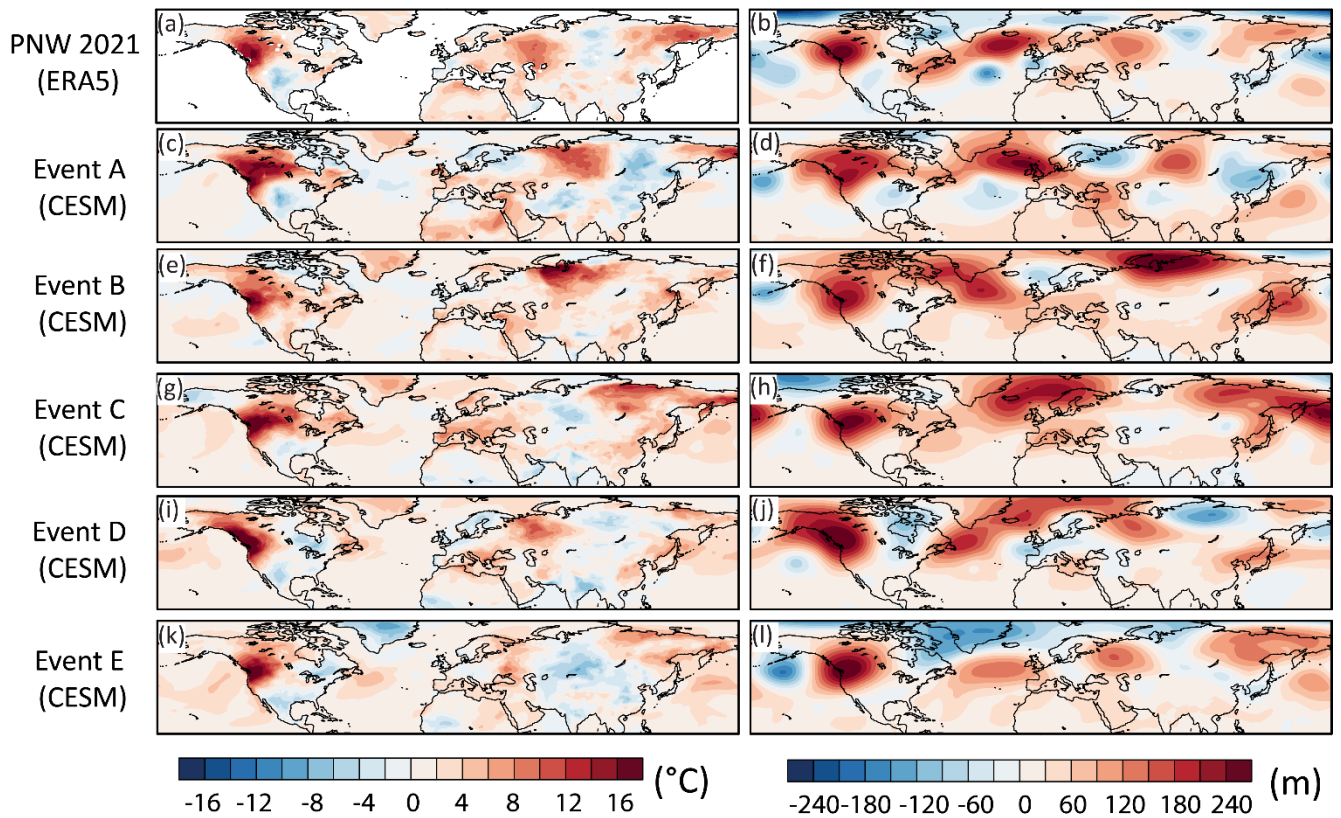 PNW 2021
(ERA5)
(a)
(b)
Event A
(CESM)
(c)
(d)
Event B
(CESM)
(e)
(f)
Event C
(CESM)
(g)
(h)
Event D
(CESM)
(i)
(j)
Event E
(CESM)
(k)
(l)
-16 -12 -8 -4 0 4 8 12 16 (°C)
-240 -180 -120 -60 0 60 120 180 240 (m)